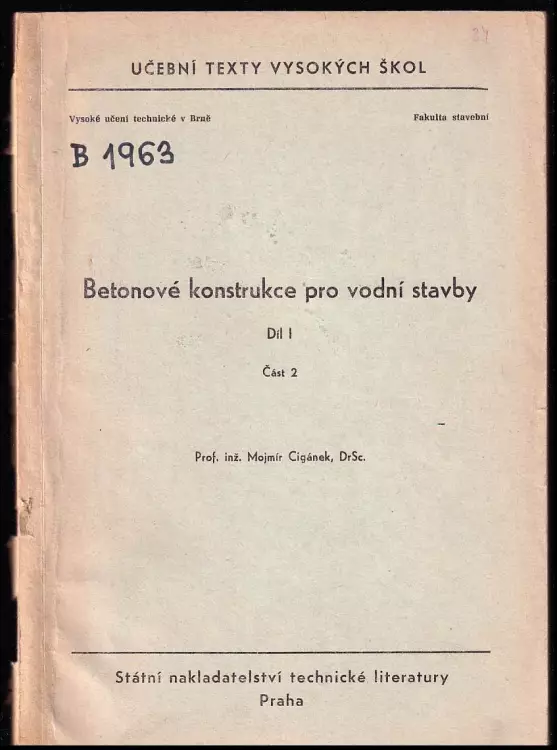 UČEBNÍ TEXTY VYSOKÝCH ŠKOL
Vysoké učení technické v Brně Fakulta stavební
B 1963
Betonové konstrukce pro vodní stavby
Díl I
Část 2
Prof. inž. Mojmír Cigánek, DrSc.
Státní nakladatelství technické literatury
Praha